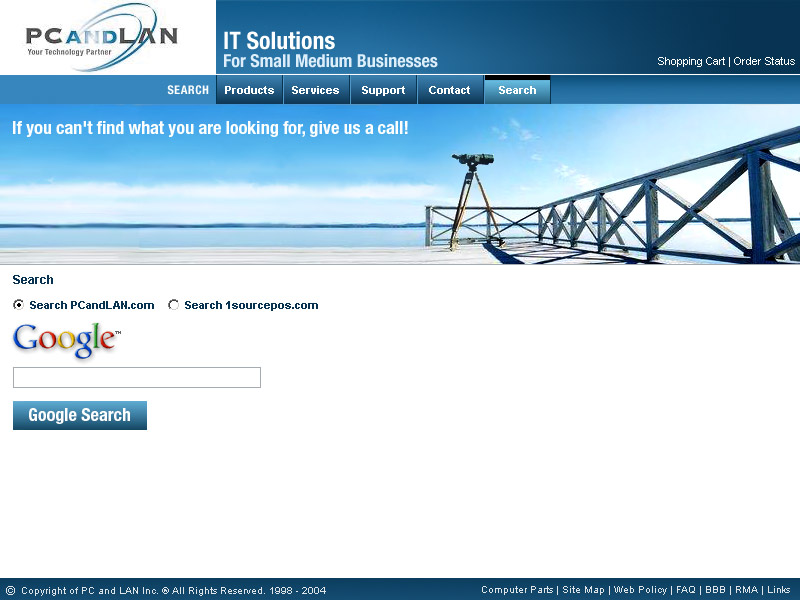 PCANDLAN
Your Technology Partner
IT Solutions
For Small Medium Businesses
Shopping Cart | Order Status
SEARCH
Products
Services
Support
Contact
Search
If you can't find what you are looking for, give us a call!
Search
Search PCandLAN.com
Search 1sourcepos.com
Google™
Google Search
© Copyright of PC and LAN Inc. ® All Rights Reserved. 1998 - 2004
Computer Parts | Site Map | Web Policy | FAQ | BBB | RMA | Links